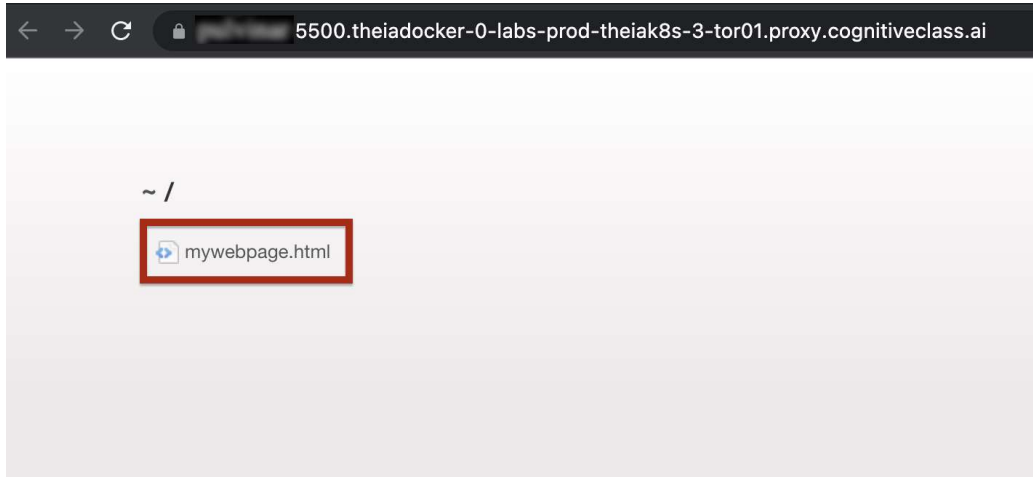 5500.theiadocker-0-labs-prod-theiak8s-3-tor01.proxy.cognitiveclass.ai
~ /
mywebpage.html